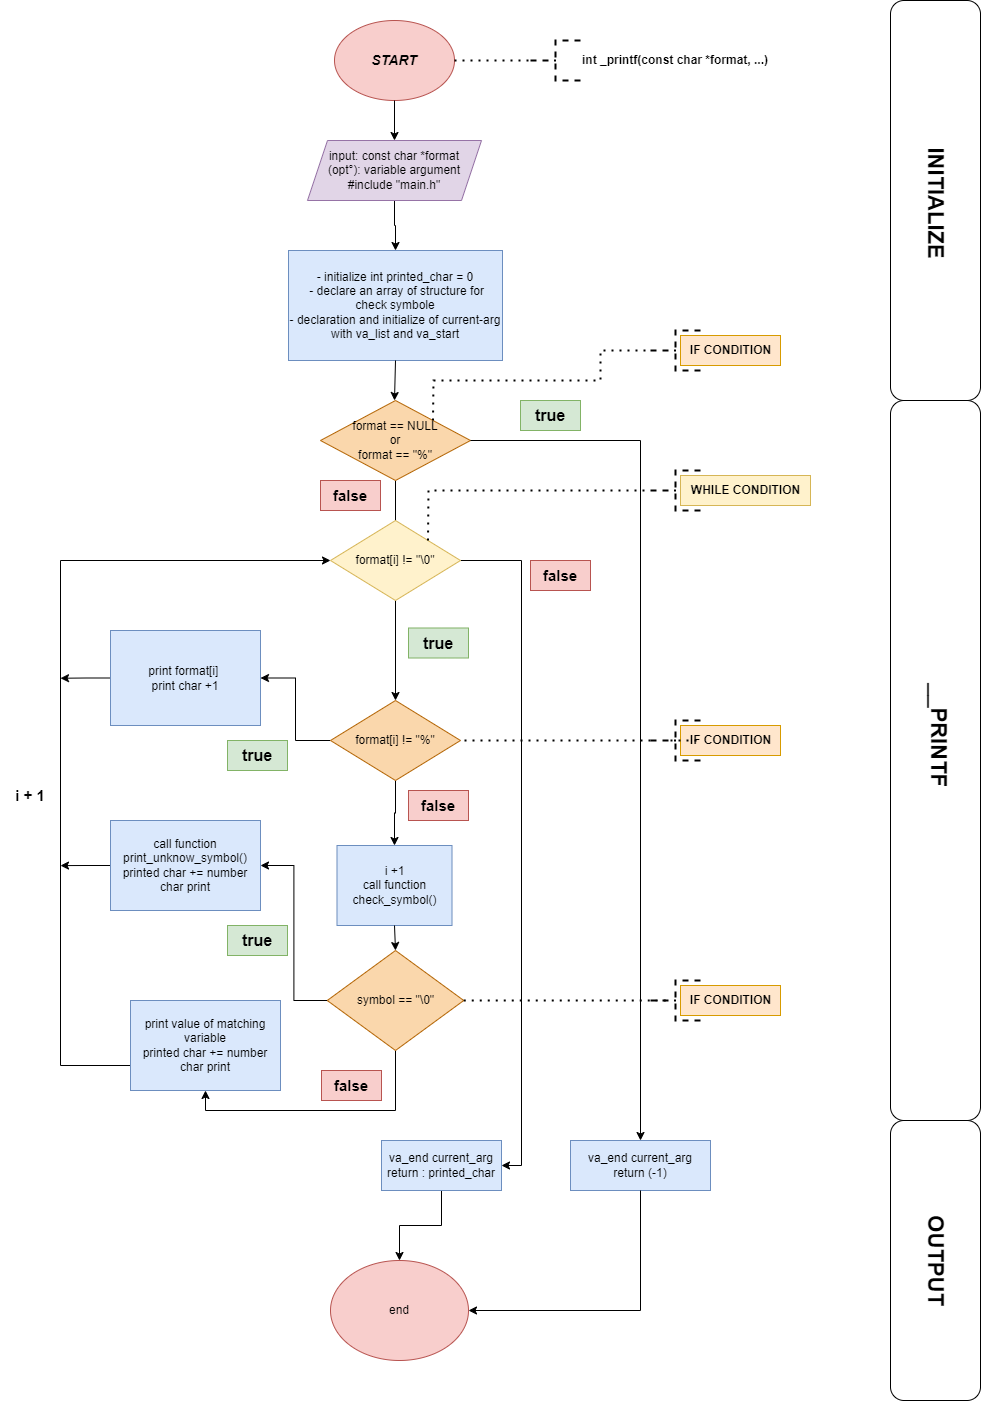 START
int _printf(const char *format, ...)
input: const char *format
(opt°): variable argument
#include "main.h"
INITIALIZE
- initialize int printed_char = 0
- declare an array of structure for
check symbole
- declaration and initialize of current-arg
with va_list and va_start
IF CONDITION
format == NULL
or
format == "%"
true
false
WHILE CONDITION
format[i] != "\0"
false
true
print format[i]
print char +1
format[i] != "%"
IF CONDITION
true
__PRINTF
i + 1
false
call function
print_unknow_symbol()
printed char += number
char print
i +1
call function
check_symbol()
true
symbol == "\0"
IF CONDITION
print value of matching
variable
printed char += number
char print
false
va_end current_arg
return : printed_char
va_end current_arg
return (-1)
OUTPUT
end